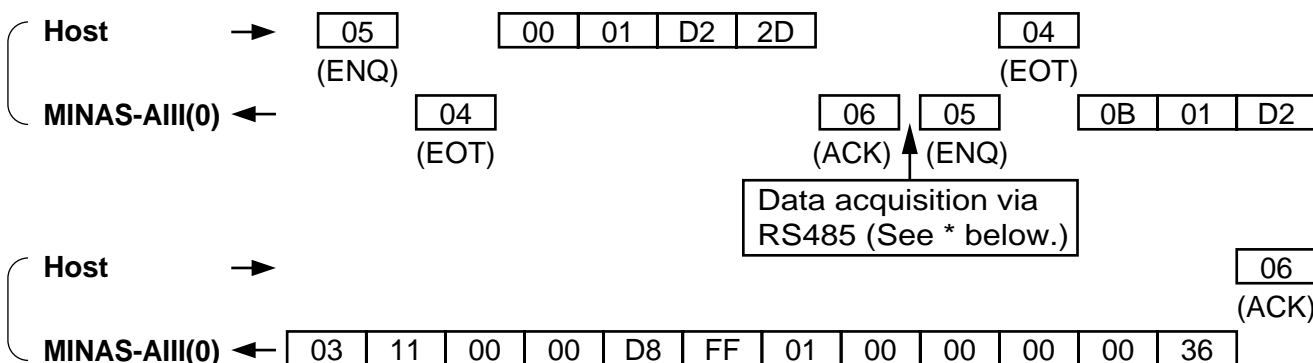 Host 05 00 01 D2 2D 04
(ENQ) (EOT)
MINAS-AIII(0) 04 06 05 0B 01 D2
(EOT) (ACK) (ENQ)
Data acquisition via
RS485 (See * below.)
Host 06
(ACK)
MINAS-AIII(0) 03 11 00 00 D8 FF 01 00 00 00 00 36